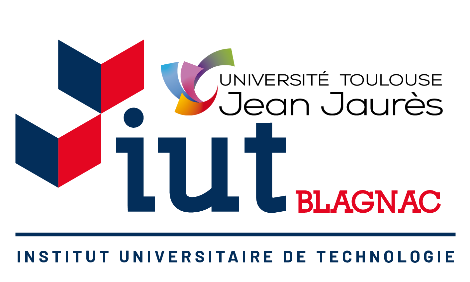 UNIVERSITÉ TOULOUSE
Jean Jaurès
iut BLAGNAC
INSTITUT UNIVERSITAIRE DE TECHNOLOGIE